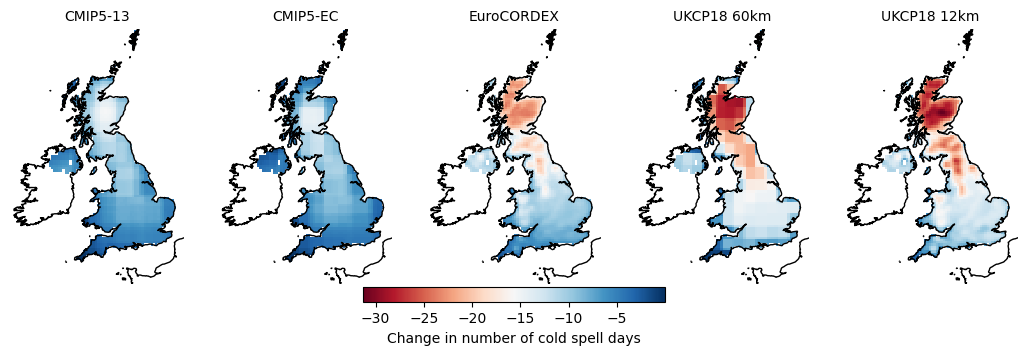 CMIP5-13 CMIP5-EC EuroCORDEX UKCP18 60km UKCP18 12km
−30 −25 −20 −15 −10 −5
Change in number of cold spell days